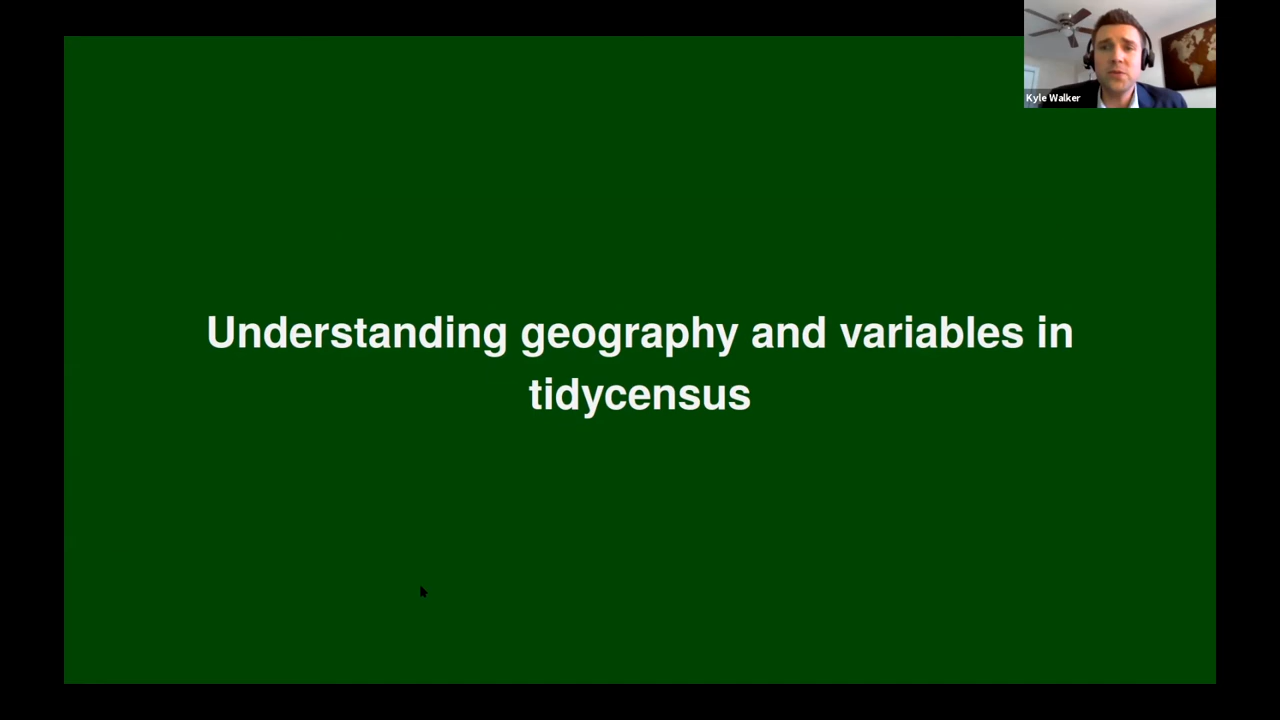 Kyle Walker
Understanding geography and variables in
tidycensus